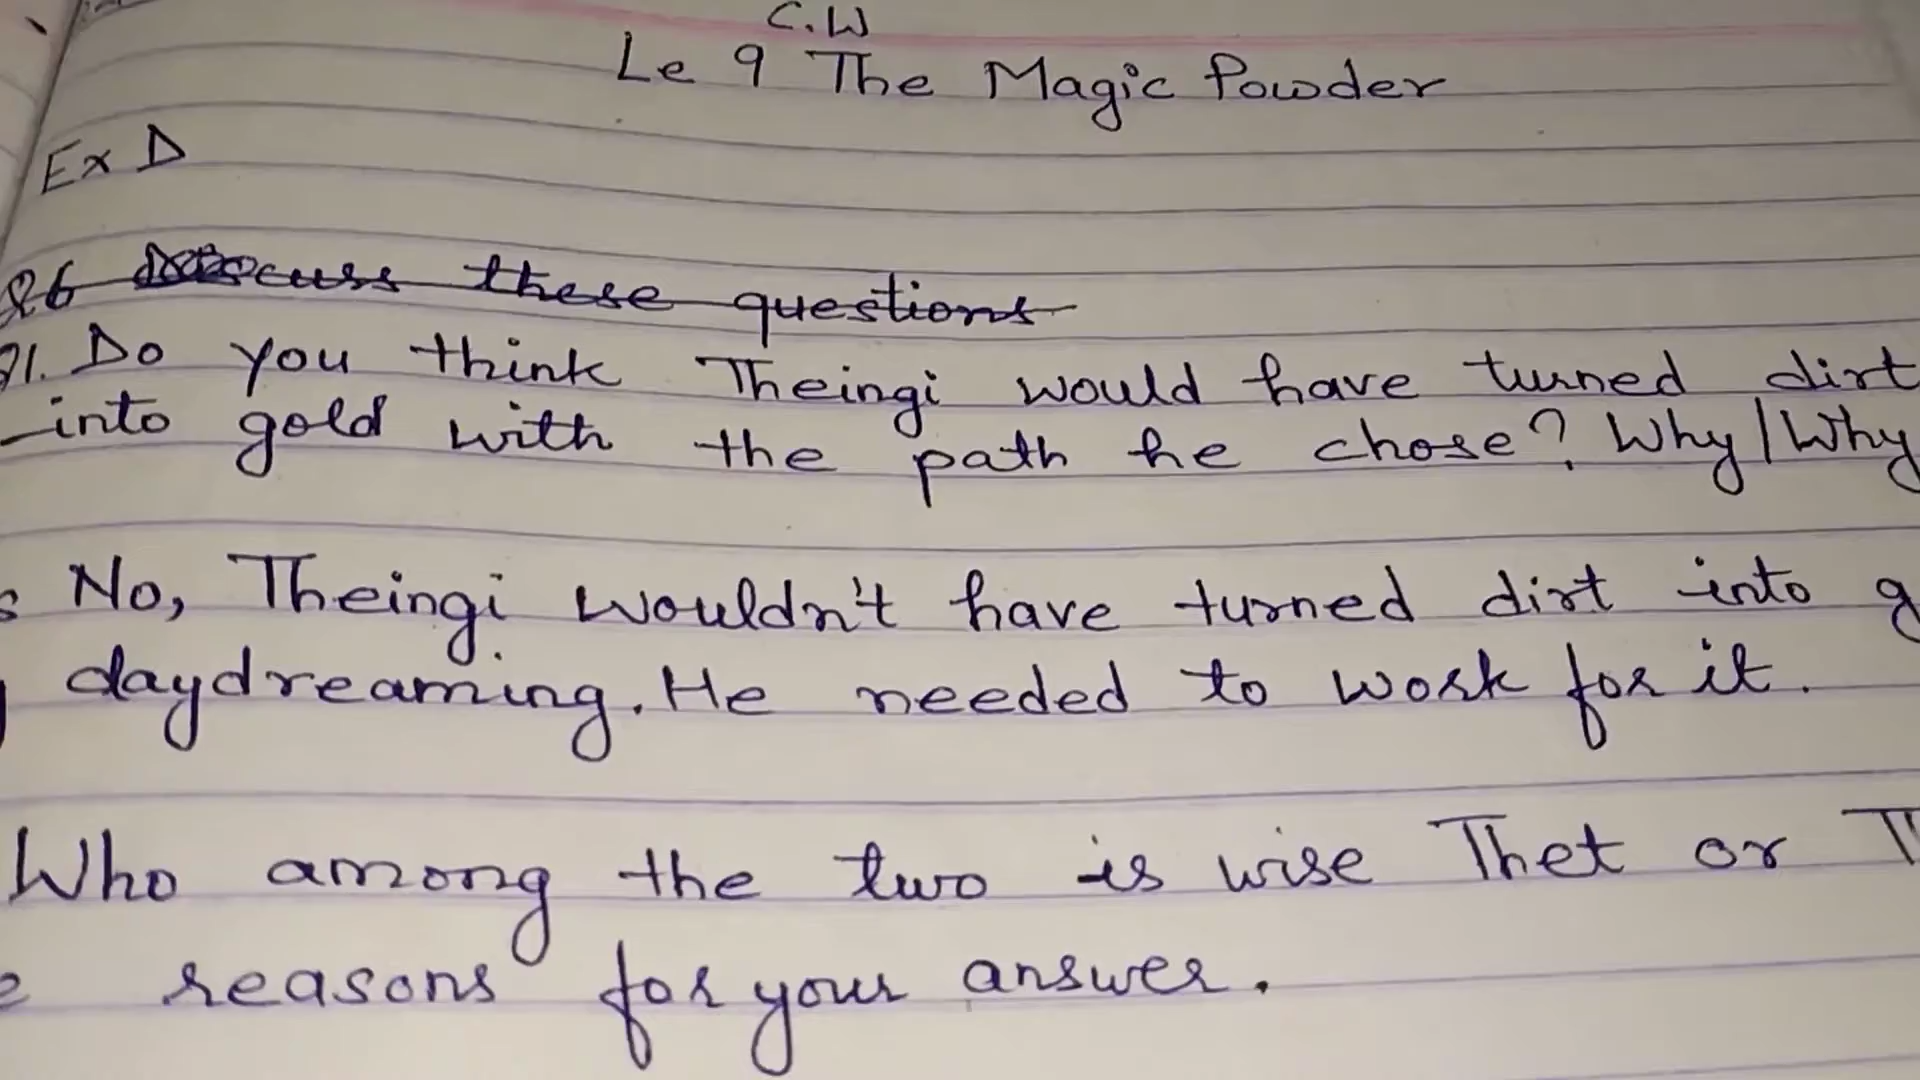 C.W
Le 9 The Magic Powder
Ex D
Q6 Discuss these questions
Q1. Do you think Theingi would have turned dirt
into gold with the path he chose? Why/Why
No, Theingi wouldn't have turned dirt into g
daydreaming. He needed to work for it.
Who among the two is wise Thet or T
reasons for your answer.